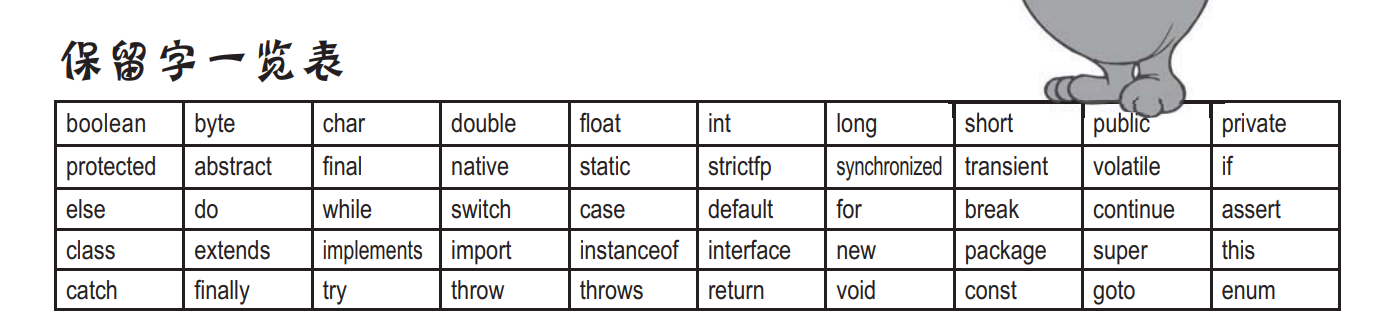 保留字一览表
boolean byte char double float int long short public private
protected abstract final native static strictfp synchronized transient volatile if
else do while switch case default for break continue assert
class extends implements import instanceof interface new package super this
catch finally try throw throws return void const goto enum